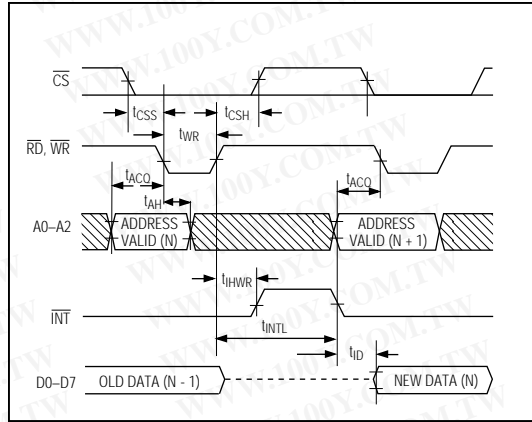 WWW.100Y.COM.TW
CS
tCSS
tCSH
tWR
RD, WR
tACQ
tACQ
tAH
A0–A2
ADDRESS
VALID (N)
ADDRESS
VALID (N + 1)
tIHWR
INT
tINTL
tID
D0–D7
OLD DATA (N - 1)
NEW DATA (N)